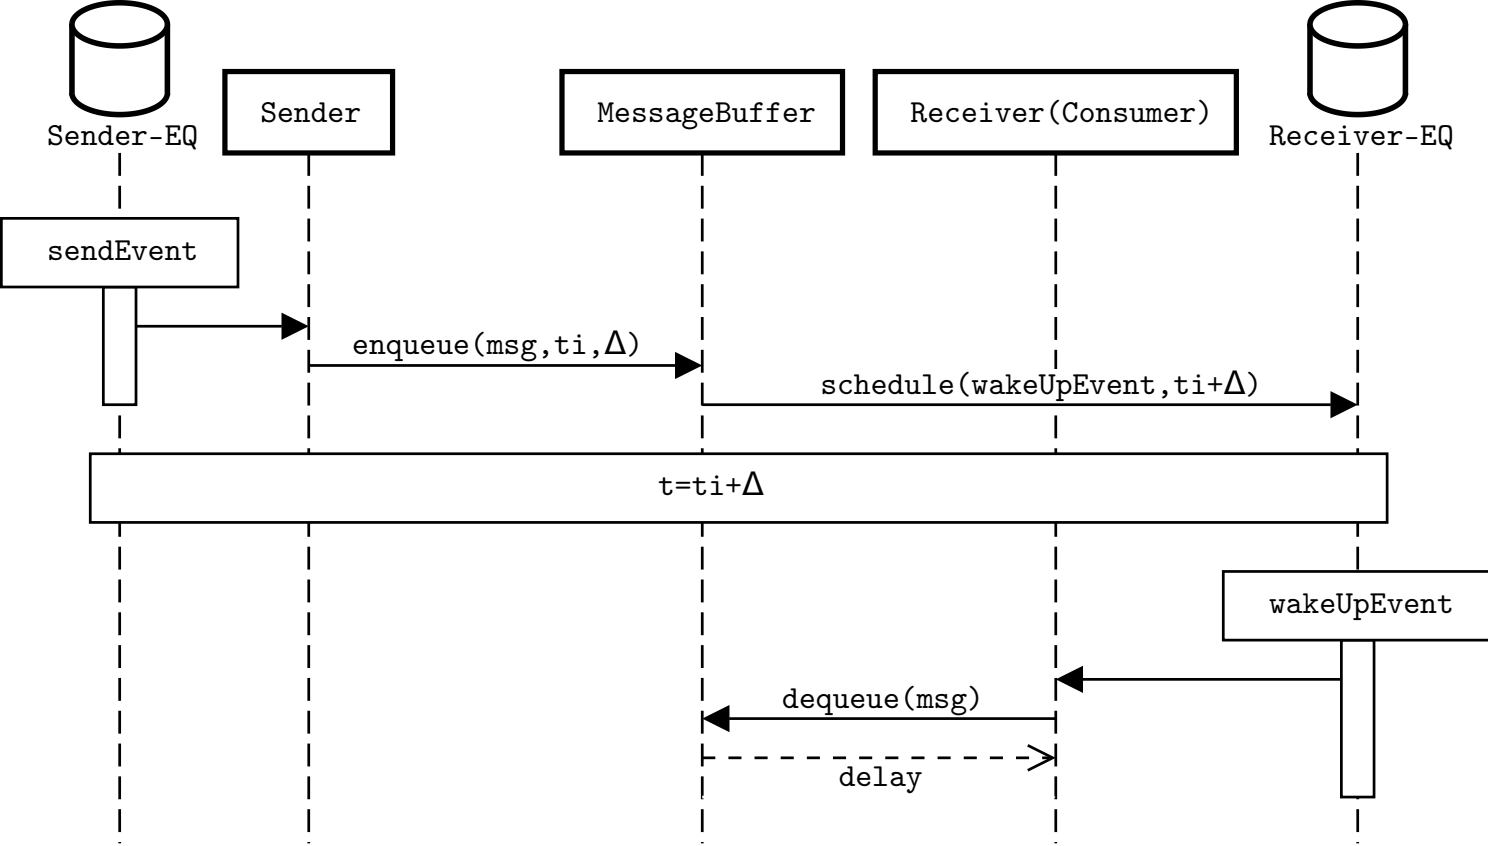 Sender-EQ
Sender
MessageBuffer
Receiver(Consumer)
Receiver-EQ
sendEvent
enqueue(msg,ti,Δ)
schedule(wakeUpEvent,ti+Δ)
t=ti+Δ
wakeUpEvent
dequeue(msg)
delay